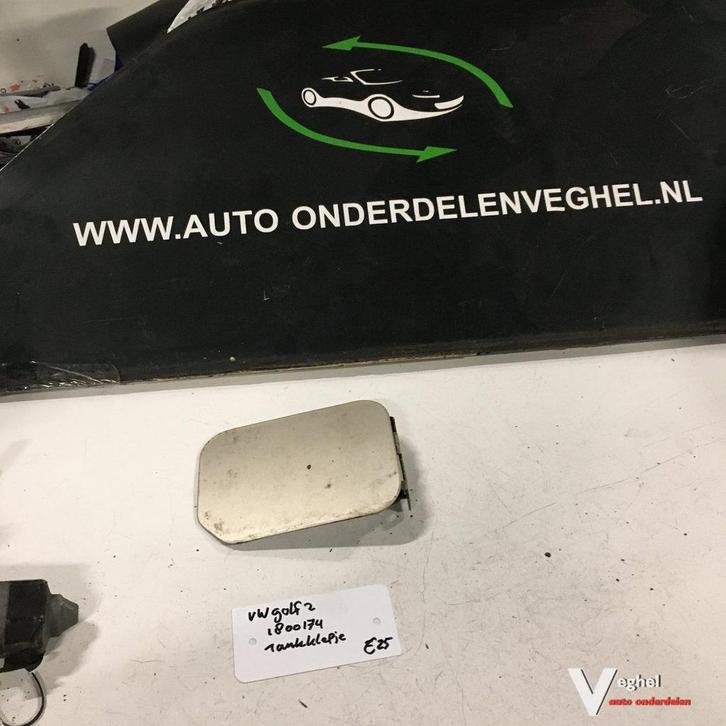 WWW.AUTO ONDERDELENVEGHEL.NL
VW golf 2
1800174
Tankklepje
€25
Veghel
auto onderdelen